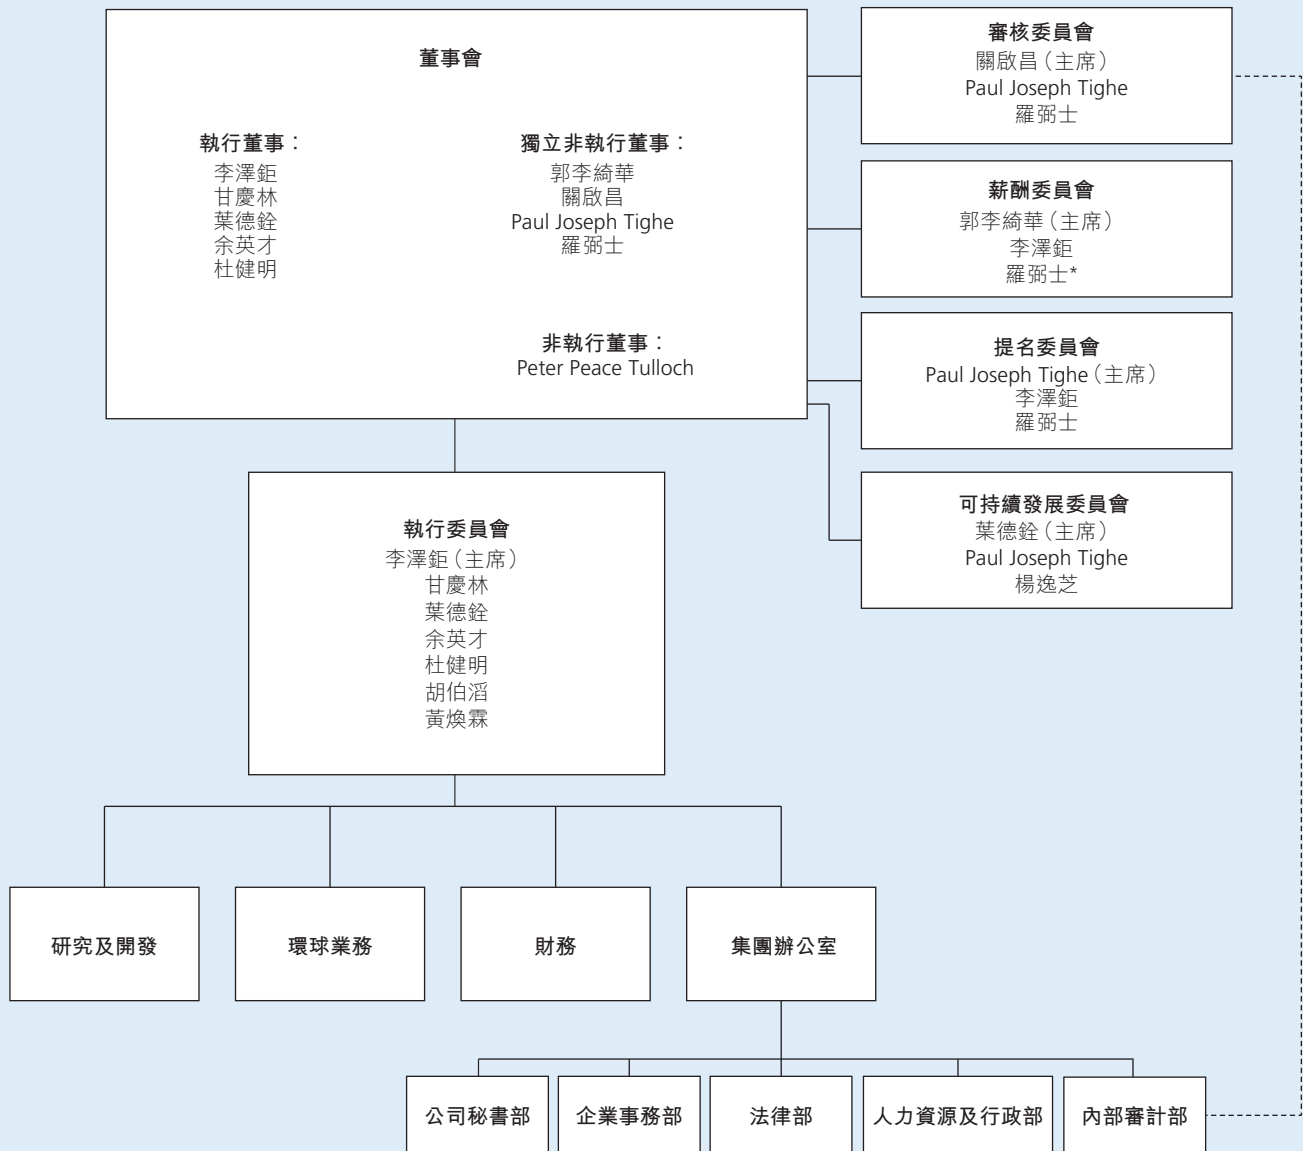 董事會
執行董事：
李澤鉅
甘慶林
葉德銓
余英才
杜健明
獨立非執行董事：
郭李綺華
關啟昌
Paul Joseph Tighe
羅弼士
非執行董事：
Peter Peace Tulloch
審核委員會
關啟昌（主席）
Paul Joseph Tighe
羅弼士
薪酬委員會
郭李綺華（主席）
李澤鉅
羅弼士*
提名委員會
Paul Joseph Tighe（主席）
李澤鉅
羅弼士
可持續發展委員會
葉德銓（主席）
Paul Joseph Tighe
楊逸芝
執行委員會
李澤鉅（主席）
甘慶林
葉德銓
余英才
杜健明
胡伯滔
黃煥霖
研究及開發
環球業務
財務
集團辦公室
公司秘書部
企業事務部
法律部
人力資源及行政部
內部審計部